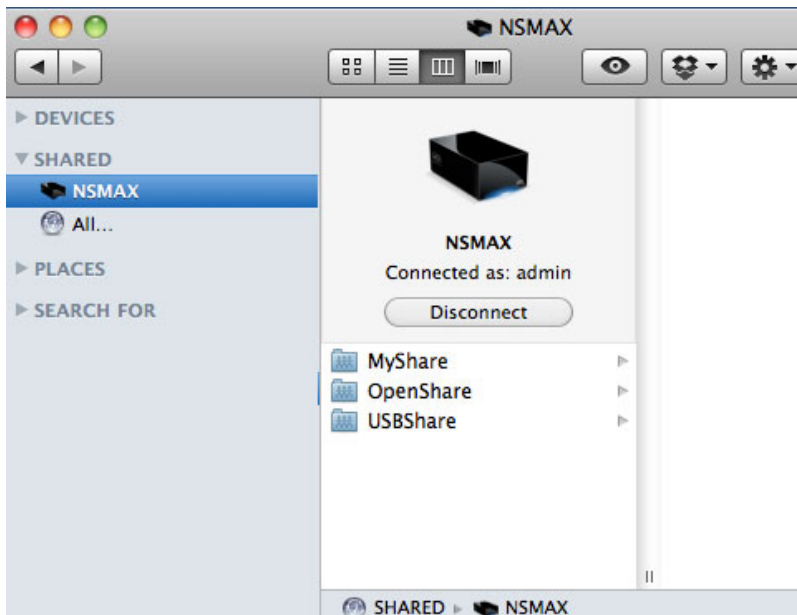 NSMAX
DEVICES
SHARED
NSMAX
All...
PLACES
SEARCH FOR
NSMAX
Connected as: admin
Disconnect
MyShare
OpenShare
USBShare
SHARED NSMAX